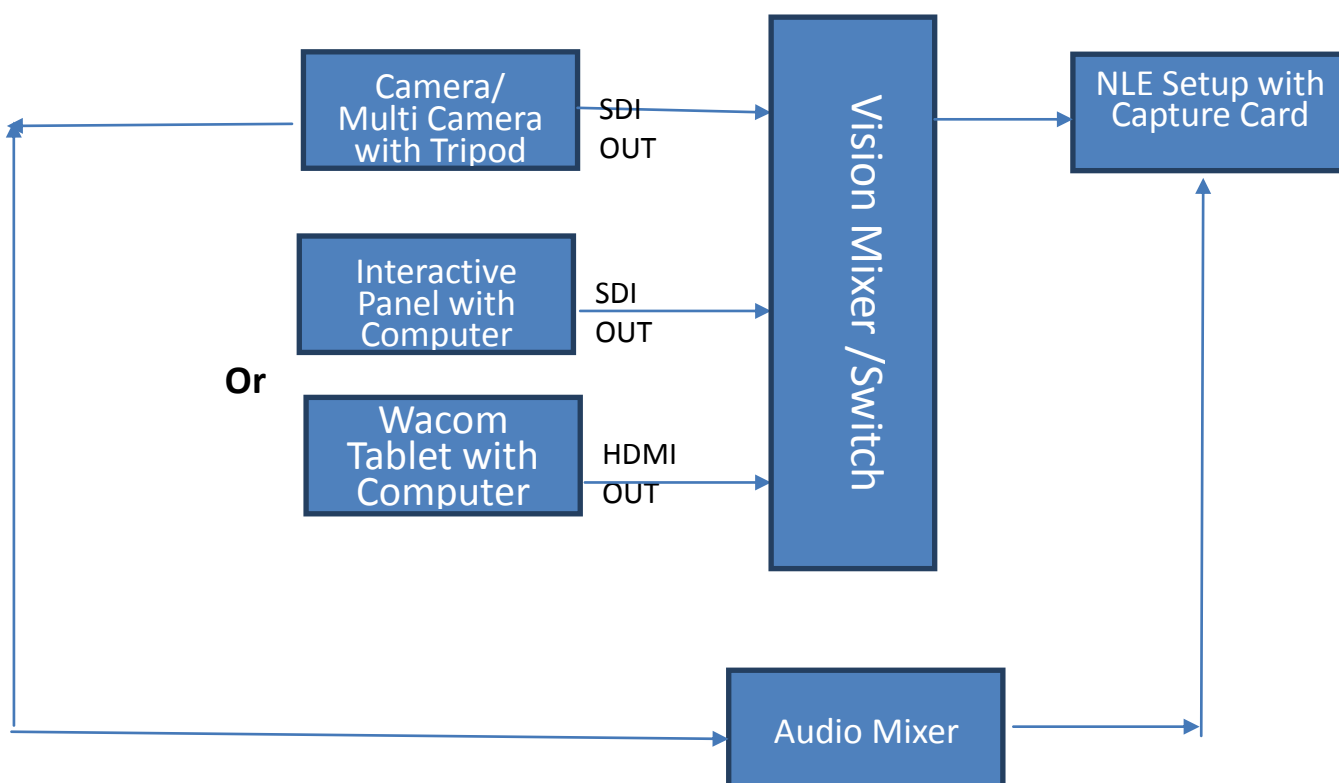 Camera/
Multi Camera
with Tripod
SDI
OUT
Interactive
Panel with
Computer
SDI
OUT
Or
Wacom
Tablet with
Computer
HDMI
OUT
Vision Mixer /Switch
NLE Setup with
Capture Card
Audio Mixer